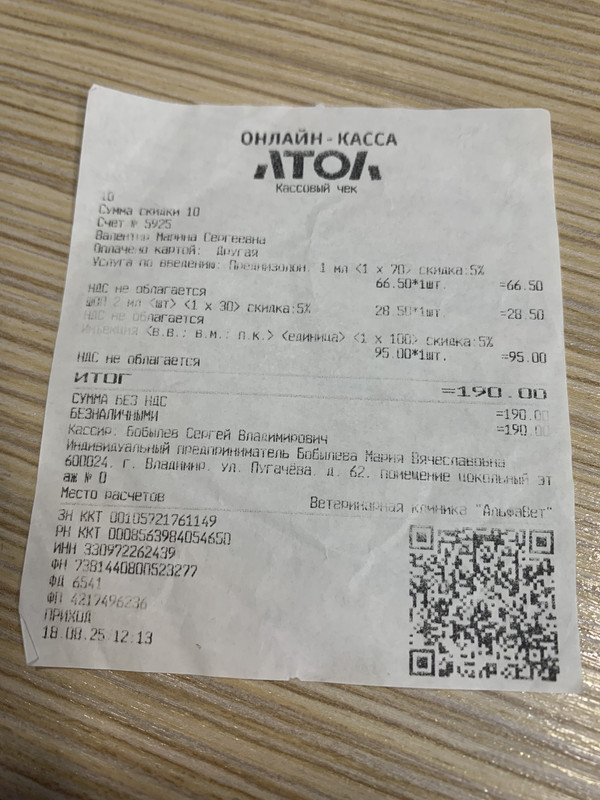 ОНЛАЙН-КАССА
АТОЛ
Кассовый чек
10
Сумма скидки 10
Счет № 5925
Марина Сергеевна
Оплачено картой: Другая
Услуга по введению: Преднизолон, 1 мл <1 x 70> скидка:5%
66.50*1шт. =66.50
НДС не облагается
2 мл <шт> <1 x 30> скидка:5%
28.50*1шт. =28.50
НДС не облагается
Инъекция <в.в.; в.м.; п.к.> <единица> <1 x 100> скидка:5%
95.00*1шт. =95.00
НДС не облагается
ИТОГ =190.00
СУММА БЕЗ НДС =190.00
БЕЗНАЛИЧНЫМИ =190.00
Кассир. Бобылев Сергей Владимирович
Индивидуальный предприниматель Бобылева Мария Вячеславовна
600024, г. Владимир, ул. Пугачёва, д. 62, помещение цокольный эт
аж № 0
Место расчетов Ветеринарная клиника "АльфаВет"
ЗН ККТ 00105721761149
РН ККТ 0008563984054650
ИНН 330972262439
ФН 7381440800523277
ФД 6541
ФП 4217496236
ПРИХОД
18.08.25 12:13